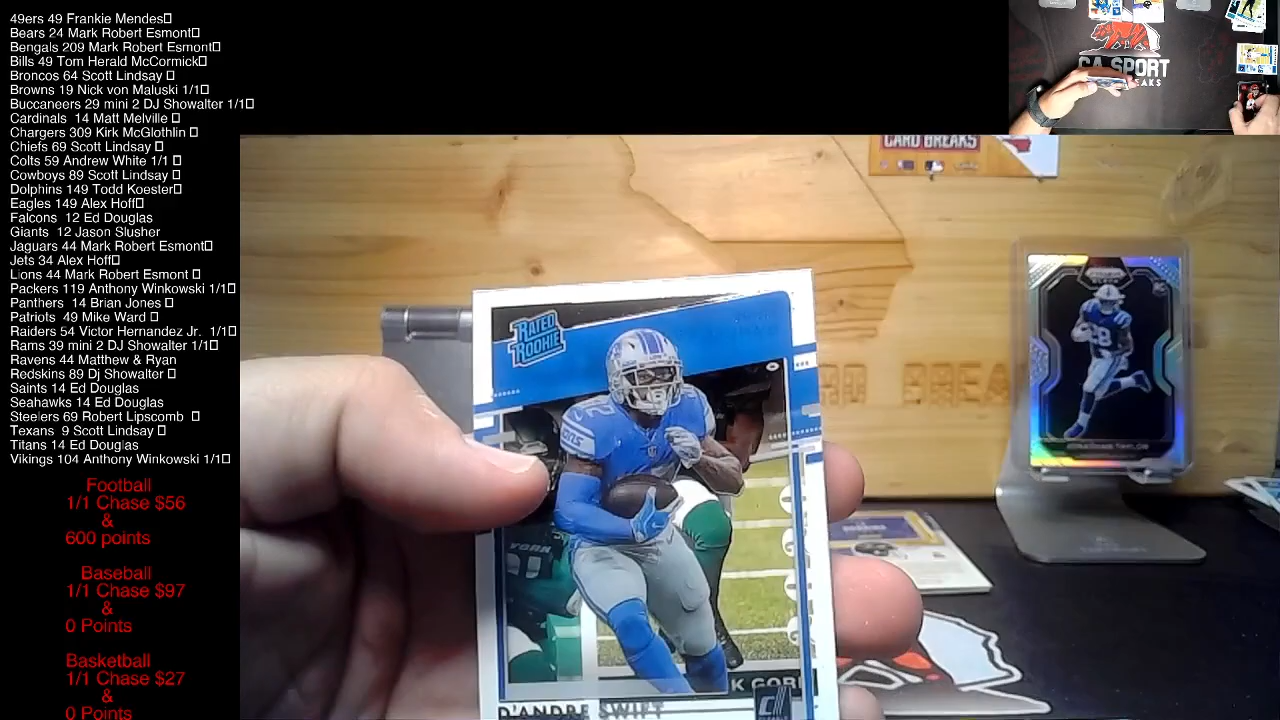 49ers 49 Frankie Mendes
Bears 24 Mark Robert Esmont
Bengals 209 Mark Robert Esmont
Bills 49 Tom Herald McCormick
Broncos 64 Scott Lindsay
Browns 19 Nick von Maluski 1/1
Buccaneers 29 mini 2 DJ Showalter 1/1
Cardinals 14 Matt Melville
Chargers 309 Kirk McGlothlin
Chiefs 69 Scott Lindsay
Colts 59 Andrew White 1/1
Cowboys 89 Scott Lindsay
Dolphins 149 Todd Koester
Eagles 149 Alex Hoff
Falcons 12 Ed Douglas
Giants 12 Jason Slusher
Jaguars 44 Mark Robert Esmont
Jets 34 Alex Hoff
Lions 44 Mark Robert Esmont
Packers 119 Anthony Winkowski 1/1
Panthers 14 Brian Jones
Patriots 49 Mike Ward
Raiders 54 Victor Hernandez Jr. 1/1
Rams 39 mini 2 DJ Showalter 1/1
Ravens 44 Matthew & Ryan
Redskins 89 Dj Showalter
Saints 14 Ed Douglas
Seahawks 14 Ed Douglas
Steelers 69 Robert Lipscomb
Texans 9 Scott Lindsay
Titans 14 Ed Douglas
Vikings 104 Anthony Winkowski 1/1
Football
1/1 Chase $56
&
600 points
Baseball
1/1 Chase $97
&
0 Points
Basketball
1/1 Chase $27
&
0 Points
CA SPORT
CARD BREAKS
RATED
ROOKIE
D'ANDRE SWIFT
JONATHAN TAYLOR